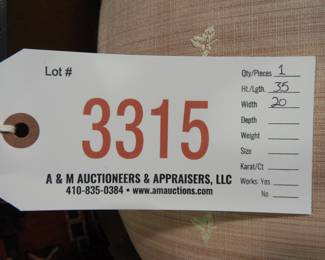 Lot #
3315
A & M AUCTIONEERS & APPRAISERS, LLC
410-835-0384 • www.amauctions.com
Qty/Pieces 1
Ht./Lgth. 35
Width 20
Depth
Weight
Size
Karat/Ct
Works: Yes
No